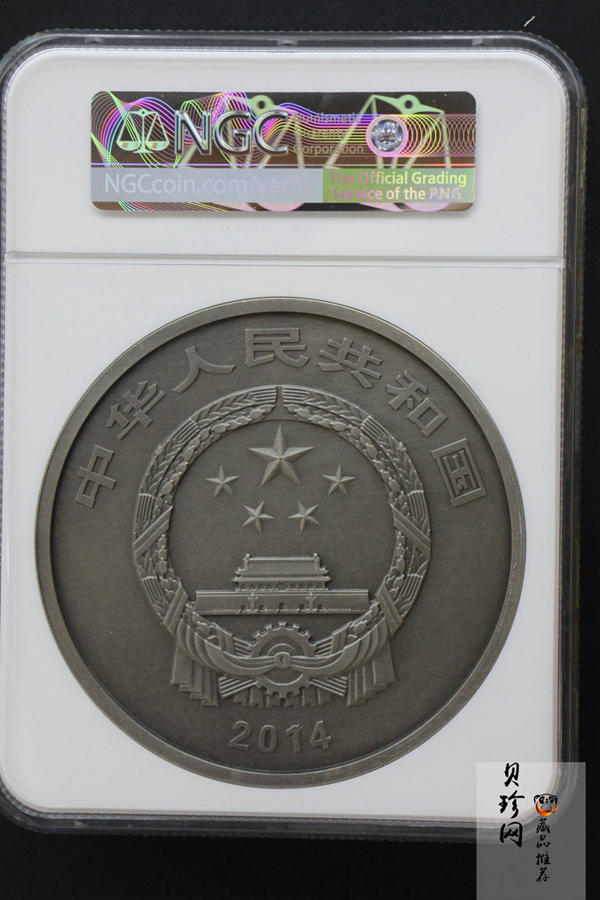 NGC
Numismatic
Guaranty
Corporation
NGCcoin.com/verify
The Official Grading
Service of the PNG
中华人民共和国
2014
贝珍网
藏品推荐